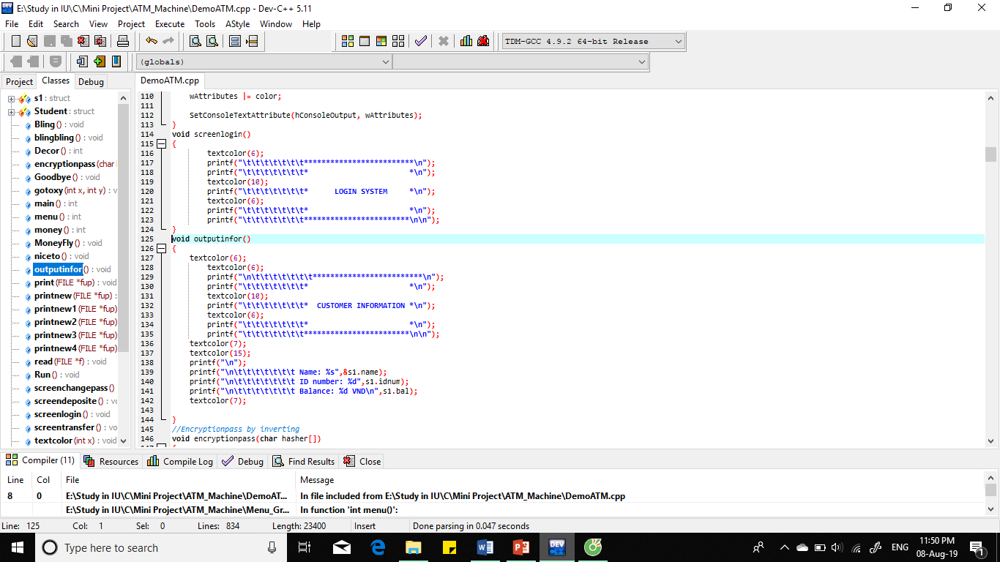 E:\Study in IU\C\Mini Project\ATM_Machine\DemoATM.cpp - Dev-C++ 5.11
File Edit Search View Project Execute Tools AStyle Window Help
TDM-GCC 4.9.2 64-bit Release
(globals)
Project Classes Debug
DemoATM.cpp
s1 : struct
Student : struct
Bling () : void
blingbling () : void
Decor () : int
encryptionpass (char
Goodbye () : void
gotoxy (int x, int y) : v
main () : int
menu () : int
money () : int
MoneyFly () : void
niceto () : void
outputinfor () : void
print (FILE *fup) : void
printnew (FILE *fup) :
printnew1 (FILE *fup)
printnew2 (FILE *fup)
printnew3 (FILE *fup)
printnew4 (FILE *fup)
read (FILE *f) : void
Run () : void
screenchangepass ()
screendeposite () : vo
screenlogin () : void
screentransfer () : vo
textcolor (int x) : void
110 wAttributes |= color;
111
112 SetConsoleTextAttribute(hConsoleOutput, wAttributes);
113 }
114 void screenlogin()
115 {
116 textcolor(6);
117 printf("\t\t\t\t\t\t\t*************************\n");
118 printf("\t\t\t\t\t\t\t*                       *\n");
119 textcolor(10);
120 printf("\t\t\t\t\t\t\t*      LOGIN SYSTEM     *\n");
121 textcolor(6);
122 printf("\t\t\t\t\t\t\t*                       *\n");
123 printf("\t\t\t\t\t\t\t************************\n\n");
124 }
125 void outputinfor()
126 {
127 textcolor(6);
128 textcolor(6);
129 printf("\n\t\t\t\t\t\t\t*************************\n");
130 printf("\t\t\t\t\t\t\t*                       *\n");
131 textcolor(10);
132 printf("\t\t\t\t\t\t\t*  CUSTOMER INFORMATION *\n");
133 textcolor(6);
134 printf("\t\t\t\t\t\t\t*                       *\n");
135 printf("\t\t\t\t\t\t\t************************\n\n");
136 textcolor(7);
137 textcolor(15);
138 printf("\n");
139 printf("\n\t\t\t\t\t\t\t Name: %s",&s1.name);
140 printf("\n\t\t\t\t\t\t\t ID number: %d",s1.idnum);
141 printf("\n\t\t\t\t\t\t\t Balance: %d VND\n",s1.bal);
142 textcolor(7);
143
144 }
145 //Encryptionpass by inverting
146 void encryptionpass(char hasher[])
Compiler (11) Resources Compile Log Debug Find Results Close
Line Col File Message
8 0 E:\Study in IU\C\Mini Project\ATM_Machine\DemoAT... In file included from E:\Study in IU\C\Mini Project\ATM_Machine\DemoATM.cpp
E:\Study in IU\C\Mini Project\ATM_Machine\Menu_Gr... In function 'int menu()':
Line: 125 Col: 1 Sel: 0 Lines: 834 Length: 23400 Insert Done parsing in 0.047 seconds
Type here to search
ENG
11:50 PM
08-Aug-19
1